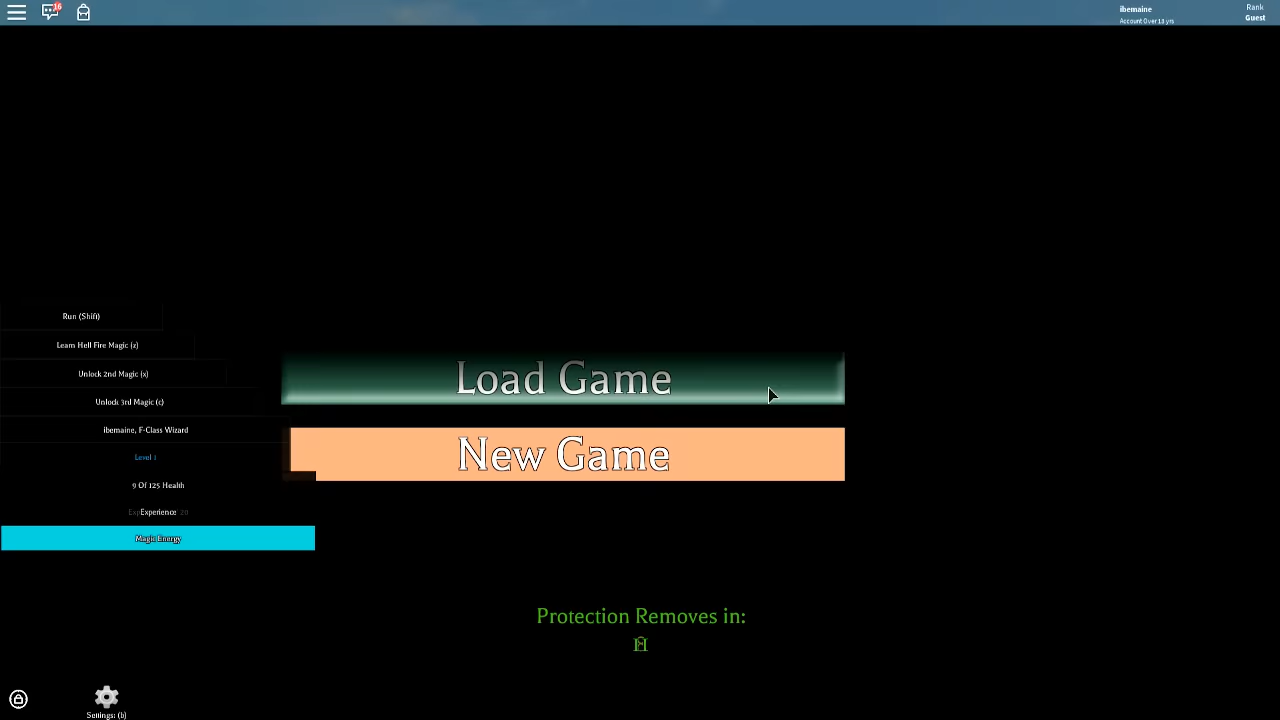 16
ibemaine
Account Over 13 yrs
Rank
Guest
Run (Shift)
Learn Hell Fire Magic (z)
Unlock 2nd Magic (x)
Unlock 3rd Magic (c)
ibemaine, F-Class Wizard
Level 1
9 Of 125 Health
Experience
Magic Energy
Load Game
New Game
Protection Removes in:
Settings: (b)